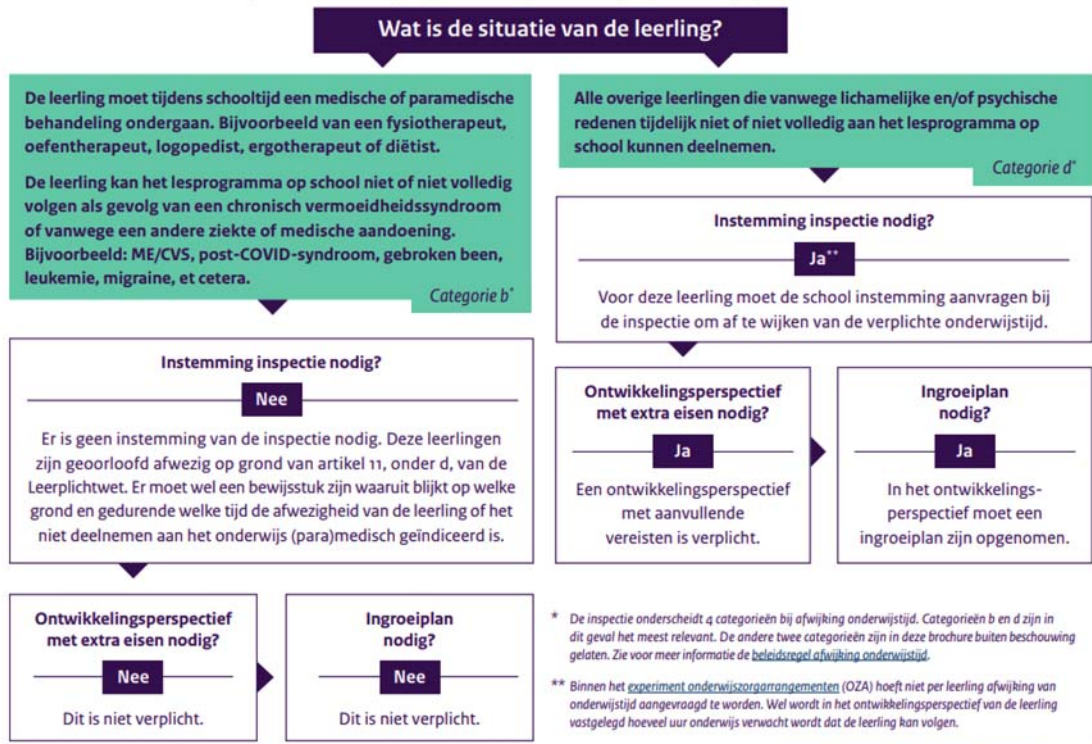 Wat is de situatie van de leerling?
De leerling moet tijdens schooltijd een medische of paramedische
behandeling ondergaan. Bijvoorbeeld van een fysiotherapeut,
oefentherapeut, logopedist, ergotherapeut of diëtist.
De leerling kan het lesprogramma op school niet of niet volledig
volgen als gevolg van een chronisch vermoeidheidssyndroom
of vanwege een andere ziekte of medische aandoening.
Bijvoorbeeld: ME/CVS, post-COVID-syndroom, gebroken been,
leukemie, migraine, et cetera.
Categorie b*
Instemming inspectie nodig?
Nee
Er is geen instemming van de inspectie nodig. Deze leerlingen
zijn geoorloofd afwezig op grond van artikel 11, onder d, van de
Leerplichtwet. Er moet wel een bewijsstuk zijn waaruit blijkt op welke
grond en gedurende welke tijd de afwezigheid van de leerling of het
niet deelnemen aan het onderwijs (para)medisch geïndiceerd is.
Ontwikkelingsperspectief
met extra eisen nodig?
Nee
Dit is niet verplicht.
Ingroeiplan
nodig?
Nee
Dit is niet verplicht.
Alle overige leerlingen die vanwege lichamelijke en/of psychische
redenen tijdelijk niet of niet volledig aan het lesprogramma op
school kunnen deelnemen.
Categorie d*
Instemming inspectie nodig?
Ja**
Voor deze leerling moet de school instemming aanvragen bij
de inspectie om af te wijken van de verplichte onderwijstijd.
Ontwikkelingsperspectief
met extra eisen nodig?
Ja
Een ontwikkelingsperspectief
met aanvullende
vereisten is verplicht.
Ingroeiplan
nodig?
Ja
In het ontwikkelings-
perspectief moet een
ingroeiplan zijn opgenomen.
* De inspectie onderscheidt 4 categorieën bij afwijking onderwijstijd. Categorieën b en d zijn in
dit geval het meest relevant. De andere twee categorieën zijn in deze brochure buiten beschouwing
gelaten. Zie voor meer informatie de beleidsregel afwijking onderwijstijd.
** Binnen het experiment onderwijszorgarrangementen (OZA) hoeft niet per leerling afwijking van
onderwijstijd aangevraagd te worden. Wel wordt in het ontwikkelingsperspectief van de leerling
vastgelegd hoeveel uur onderwijs verwacht wordt dat de leerling kan volgen.